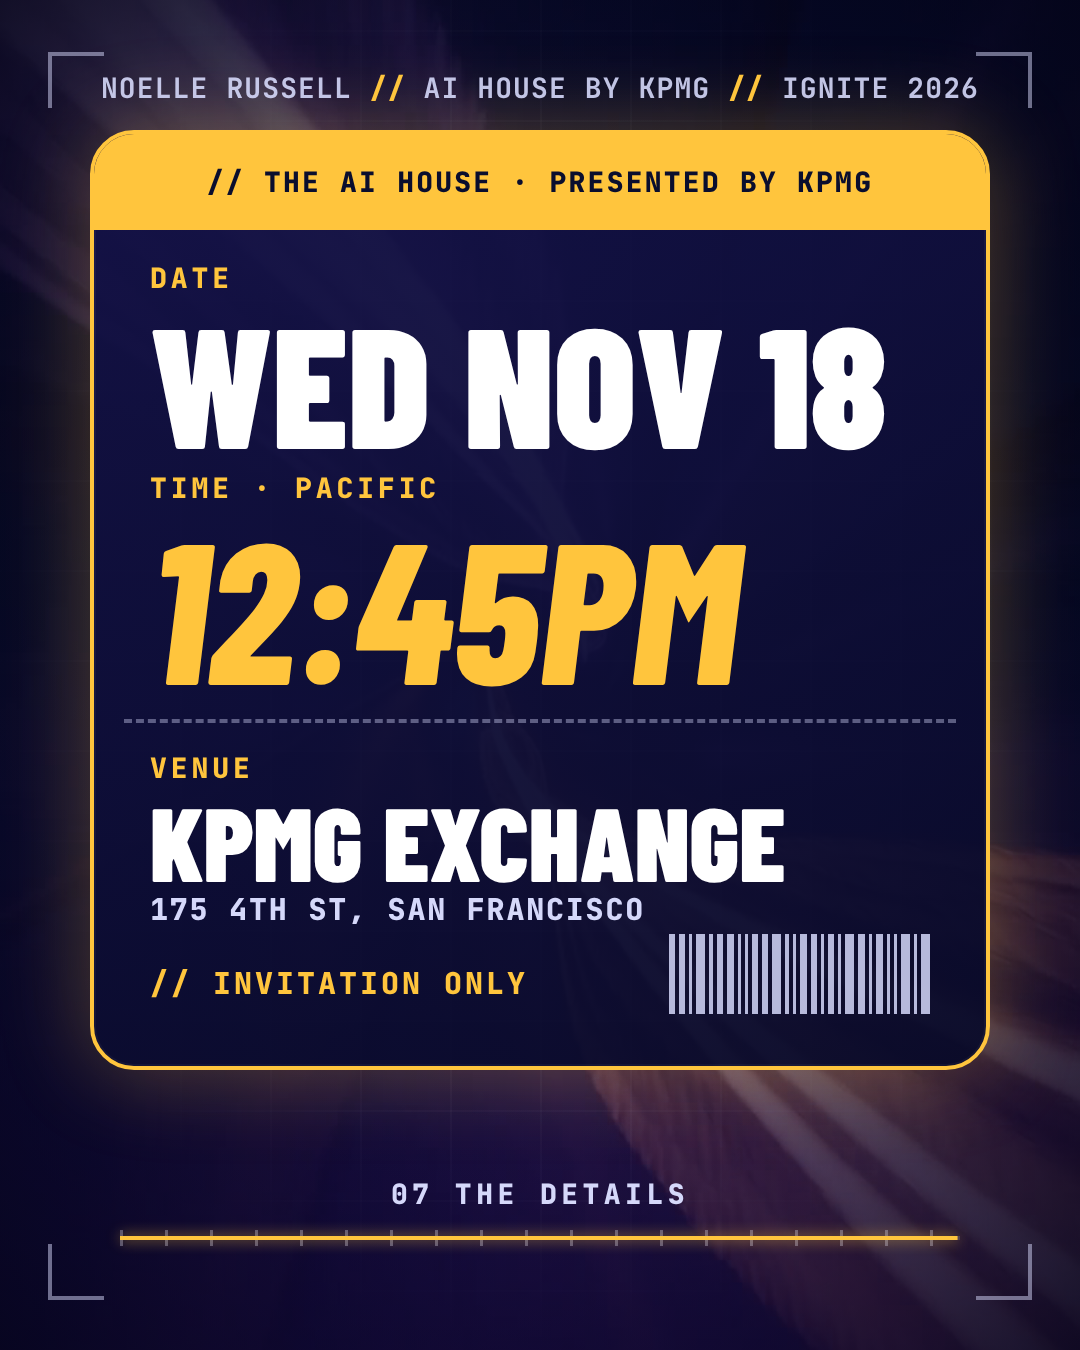 NOELLE RUSSELL // AI HOUSE BY KPMG // IGNITE 2026
// THE AI HOUSE · PRESENTED BY KPMG
DATE
WED NOV 18
TIME · PACIFIC
12:45PM
VENUE
KPMG EXCHANGE
175 4TH ST, SAN FRANCISCO
// INVITATION ONLY
07 THE DETAILS